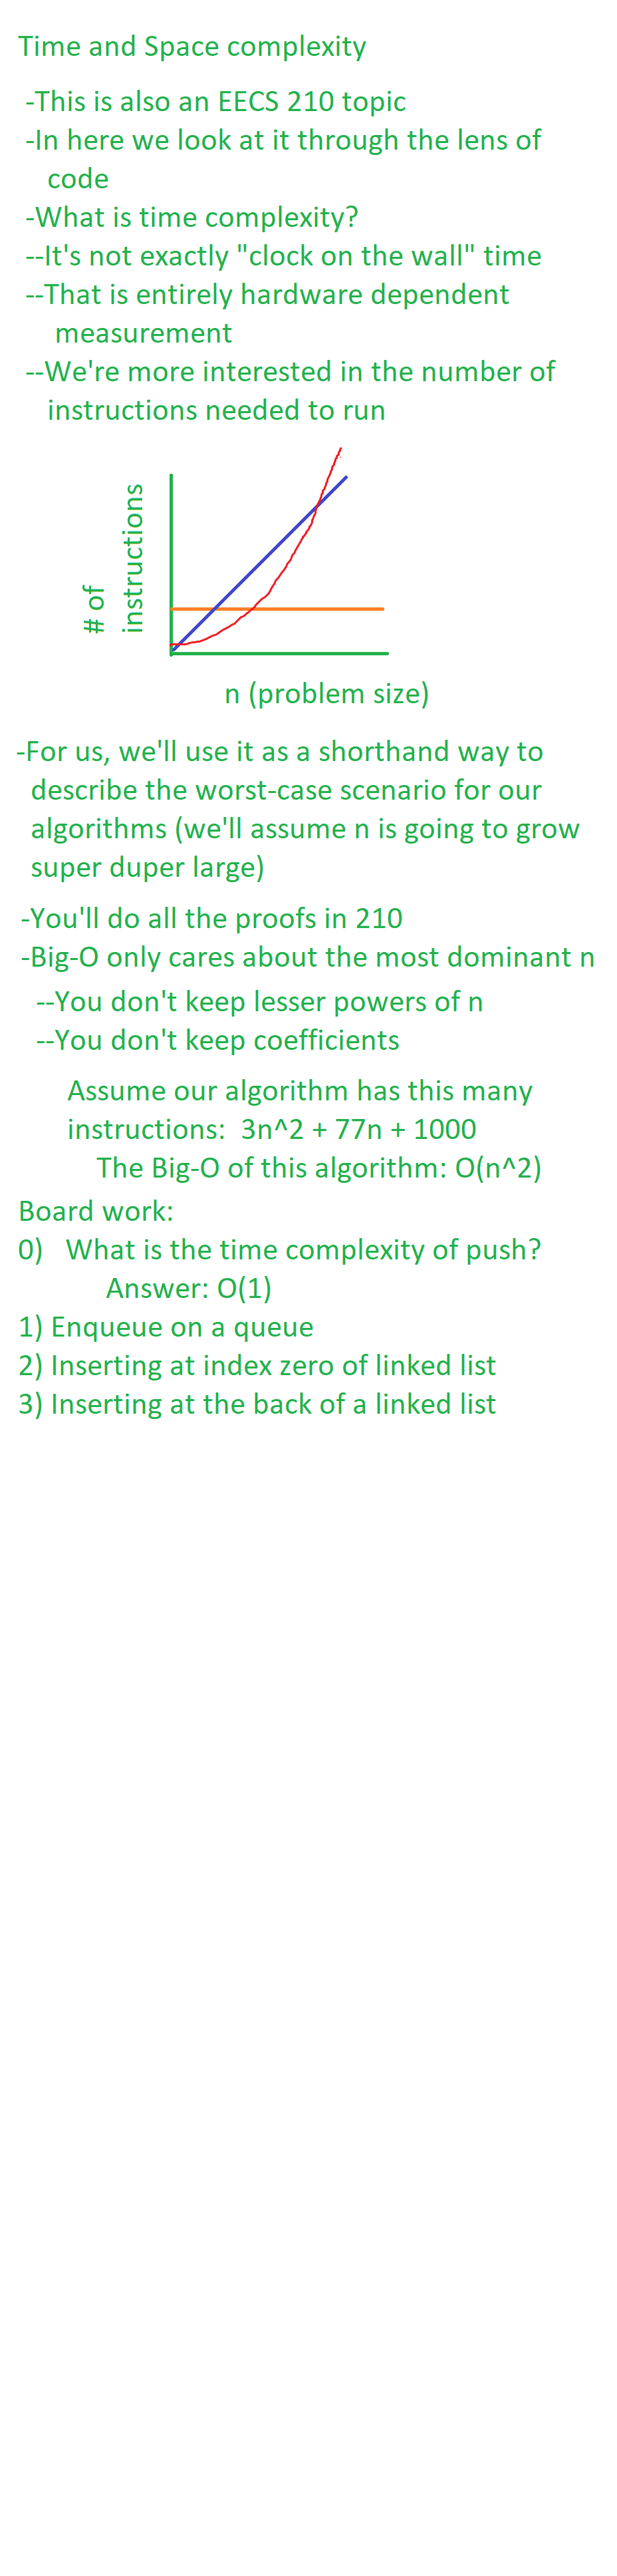 Time and Space complexity
-This is also an EECS 210 topic
-In here we look at it through the lens of
code
-What is time complexity?
--It's not exactly "clock on the wall" time
--That is entirely hardware dependent
measurement
--We're more interested in the number of
instructions needed to run
# of
instructions
n (problem size)
-For us, we'll use it as a shorthand way to
describe the worst-case scenario for our
algorithms (we'll assume n is going to grow
super duper large)
-You'll do all the proofs in 210
-Big-O only cares about the most dominant n
--You don't keep lesser powers of n
--You don't keep coefficients
Assume our algorithm has this many
instructions:  3n^2 + 77n + 1000
The Big-O of this algorithm: O(n^2)
Board work:
0)   What is the time complexity of push?
Answer: O(1)
1) Enqueue on a queue
2) Inserting at index zero of linked list
3) Inserting at the back of a linked list